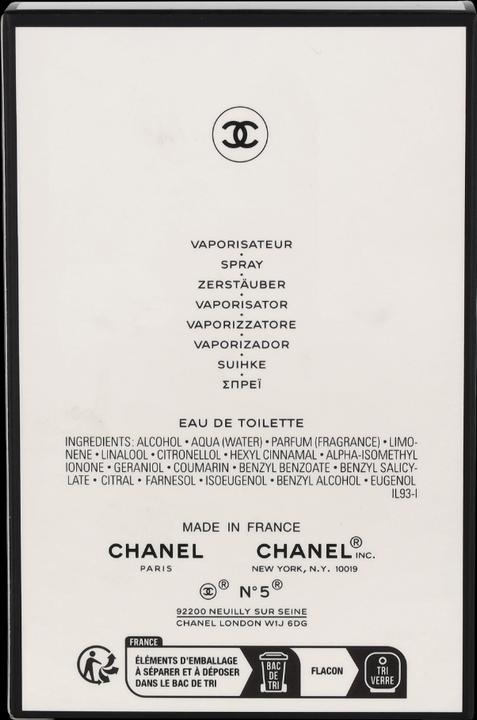 VAPORISATEUR
SPRAY
ZERSTÄUBER
VAPORISATOR
VAPORIZZATORE
VAPORIZADOR
SUIHKE
ΣΠΡΕΪ
EAU DE TOILETTE
INGREDIENTS: ALCOHOL • AQUA (WATER) • PARFUM (FRAGRANCE) • LIMO-
NENE • LINALOOL • CITRONELLOL • HEXYL CINNAMAL • ALPHA-ISOMETHYL
IONONE • GERANIOL • COUMARIN • BENZYL BENZOATE • BENZYL SALICY-
LATE • CITRAL • FARNESOL • ISOEUGENOL • BENZYL ALCOHOL • EUGENOL
IL93-I
MADE IN FRANCE
CHANEL CHANEL® INC.
PARIS NEW YORK, N.Y. 10019
® N°5®
92200 NEUILLY SUR SEINE
CHANEL LONDON W1J 6DG
FRANCE
ÉLÉMENTS D'EMBALLAGE
À SÉPARER ET À DÉPOSER
DANS LE BAC DE TRI
BAC
DE
TRI
FLACON
TRI
VERRE